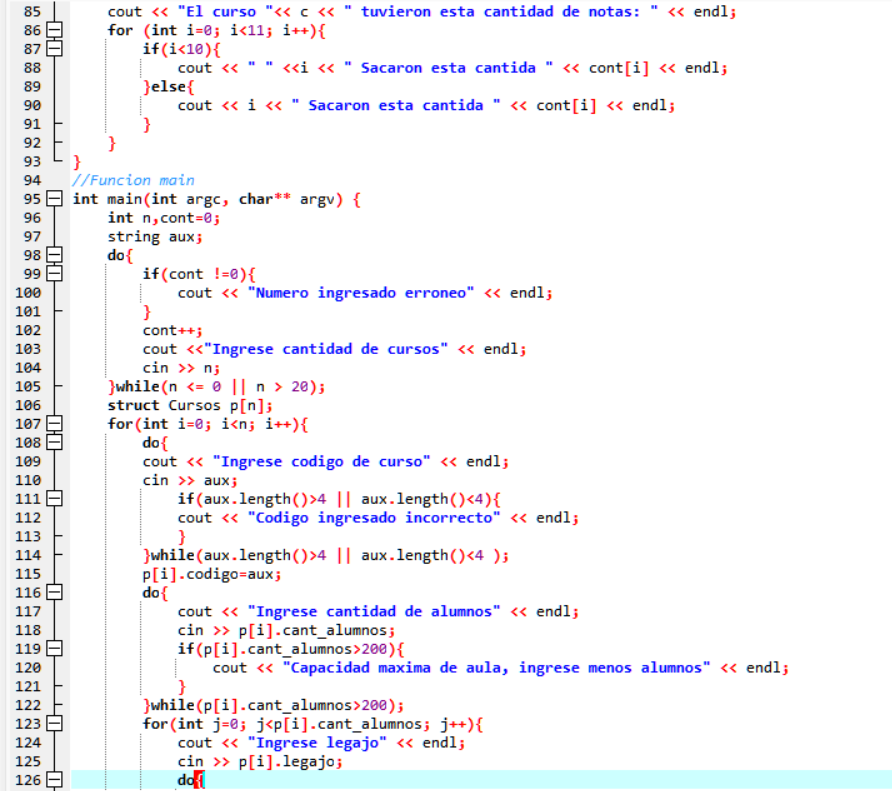 85 cout << "El curso "<< c << " tuvieron esta cantidad de notas: " << endl;
86 for (int i=0; i<11; i++){
87 if(i<10){
88 cout << " " <<i << " Sacaron esta cantida " << cont[i] << endl;
89 }else{
90 cout << i << " Sacaron esta cantida " << cont[i] << endl;
91 }
92 }
93 }
94 //Funcion main
95 int main(int argc, char** argv) {
96 int n,cont=0;
97 string aux;
98 do{
99 if(cont !=0){
100 cout << "Numero ingresado erroneo" << endl;
101 }
102 cont++;
103 cout <<"Ingrese cantidad de cursos" << endl;
104 cin >> n;
105 }while(n <= 0 || n > 20);
106 struct Cursos p[n];
107 for(int i=0; i<n; i++){
108 do{
109 cout << "Ingrese codigo de curso" << endl;
110 cin >> aux;
111 if(aux.length()>4 || aux.length()<4){
112 cout << "Codigo ingresado incorrecto" << endl;
113 }
114 }while(aux.length()>4 || aux.length()<4 );
115 p[i].codigo=aux;
116 do{
117 cout << "Ingrese cantidad de alumnos" << endl;
118 cin >> p[i].cant_alumnos;
119 if(p[i].cant_alumnos>200){
120 cout << "Capacidad maxima de aula, ingrese menos alumnos" << endl;
121 }
122 }while(p[i].cant_alumnos>200);
123 for(int j=0; j<p[i].cant_alumnos; j++){
124 cout << "Ingrese legajo" << endl;
125 cin >> p[i].legajo;
126 do{